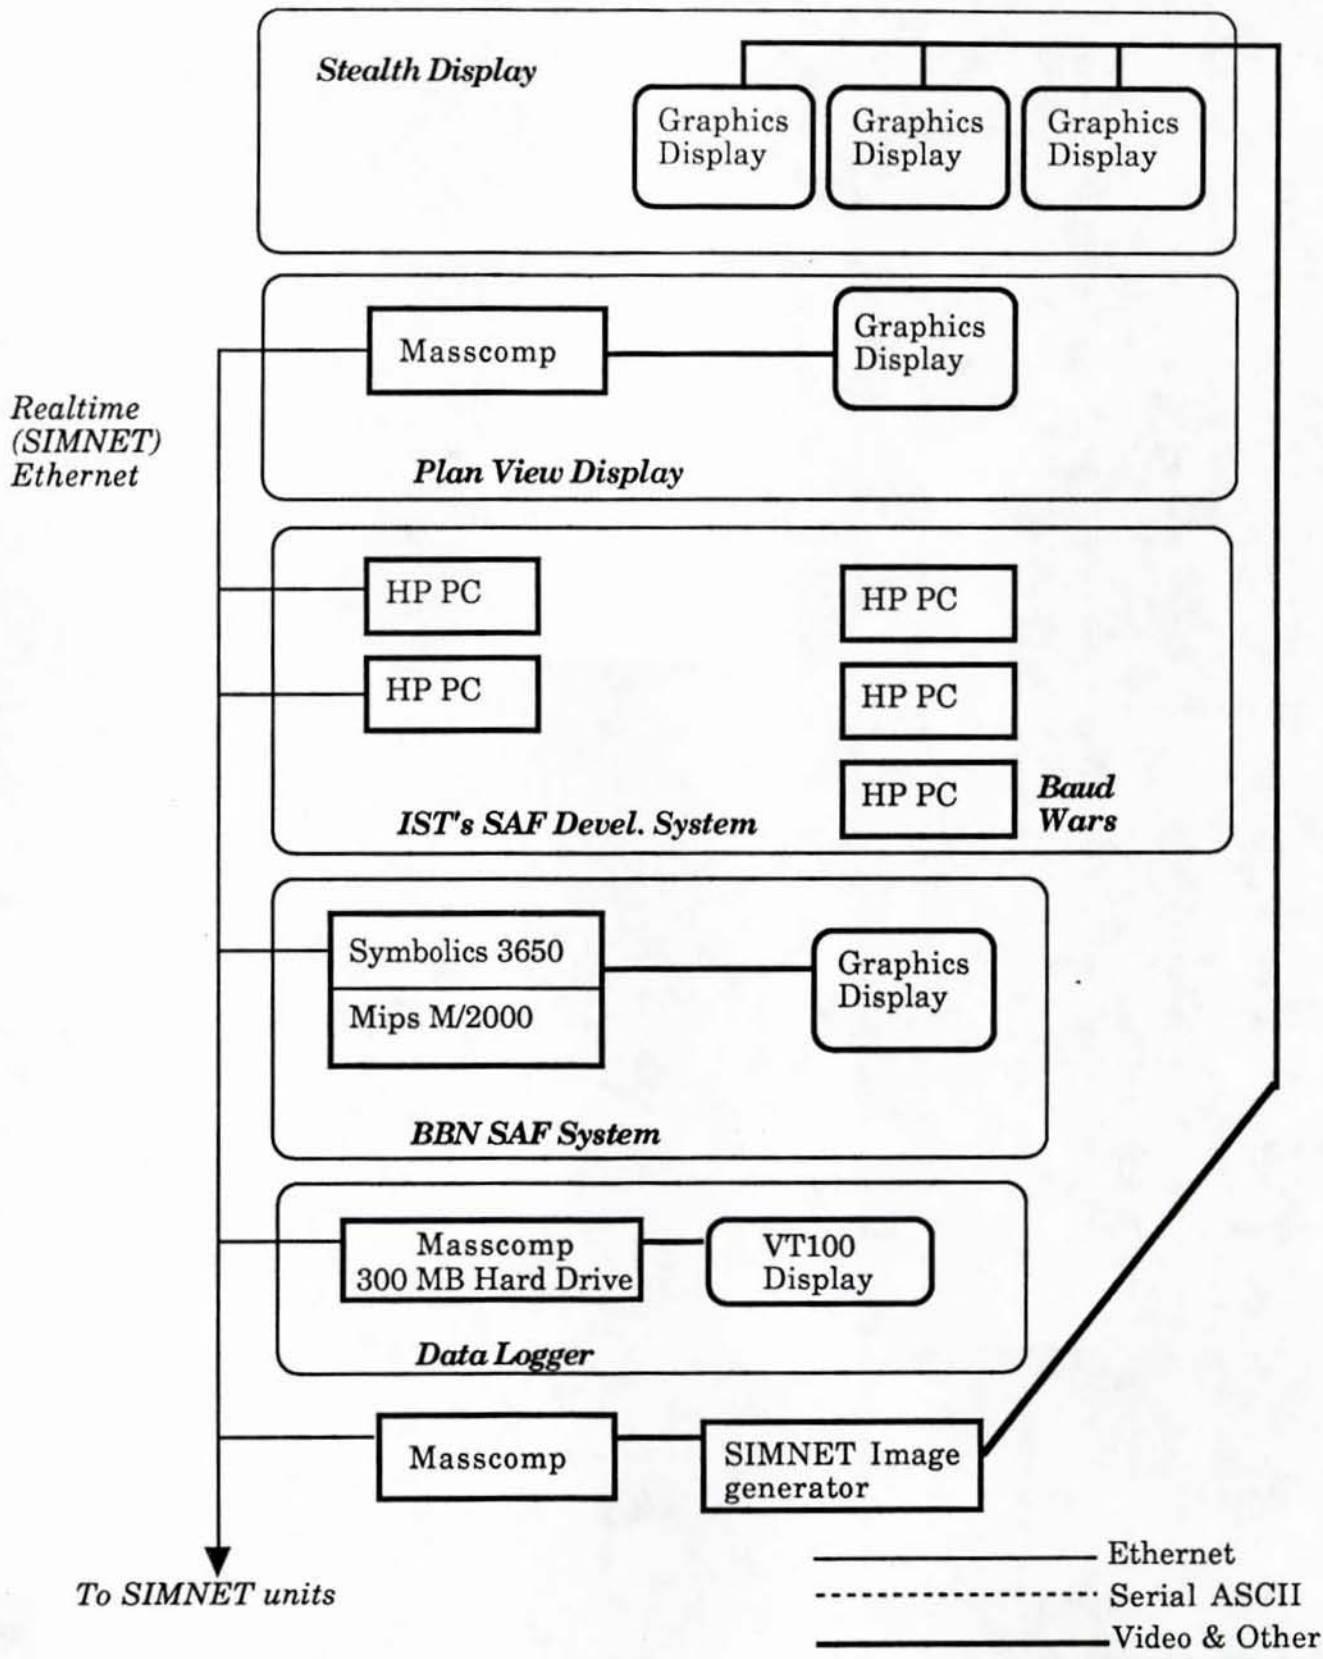 Stealth Display
Graphics
Display
Graphics
Display
Graphics
Display
Masscomp
Graphics
Display
Realtime
(SIMNET)
Ethernet
Plan View Display
HP PC
HP PC
HP PC
HP PC
HP PC
Baud
Wars
IST's SAF Devel. System
Symbolics 3650
Mips M/2000
Graphics
Display
BBN SAF System
Masscomp
300 MB Hard Drive
VT100
Display
Data Logger
Masscomp
SIMNET Image
generator
To SIMNET units
Ethernet
Serial ASCII
Video & Other